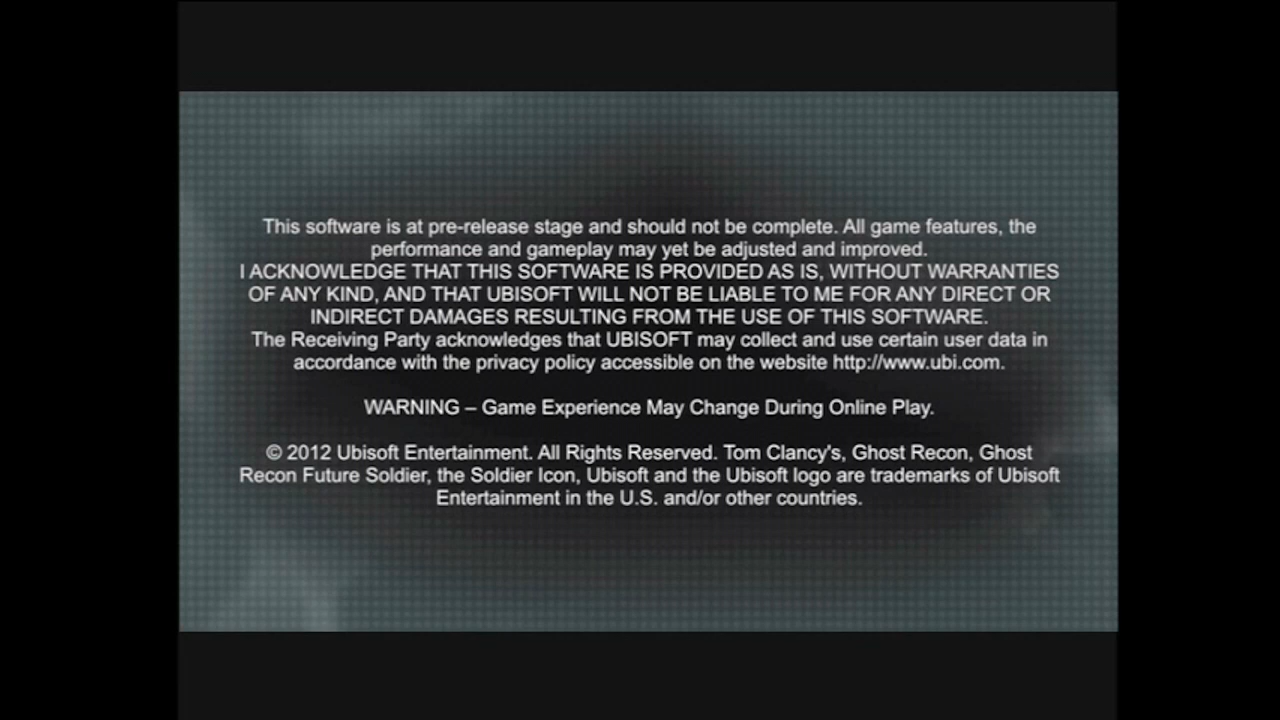 This software is at pre-release stage and should not be complete. All game features, the
performance and gameplay may yet be adjusted and improved.
I ACKNOWLEDGE THAT THIS SOFTWARE IS PROVIDED AS IS, WITHOUT WARRANTIES
OF ANY KIND, AND THAT UBISOFT WILL NOT BE LIABLE TO ME FOR ANY DIRECT OR
INDIRECT DAMAGES RESULTING FROM THE USE OF THIS SOFTWARE.
The Receiving Party acknowledges that UBISOFT may collect and use certain user data in
accordance with the privacy policy accessible on the website http://www.ubi.com.
WARNING – Game Experience May Change During Online Play.
© 2012 Ubisoft Entertainment. All Rights Reserved. Tom Clancy's, Ghost Recon, Ghost
Recon Future Soldier, the Soldier Icon, Ubisoft and the Ubisoft logo are trademarks of Ubisoft
Entertainment in the U.S. and/or other countries.